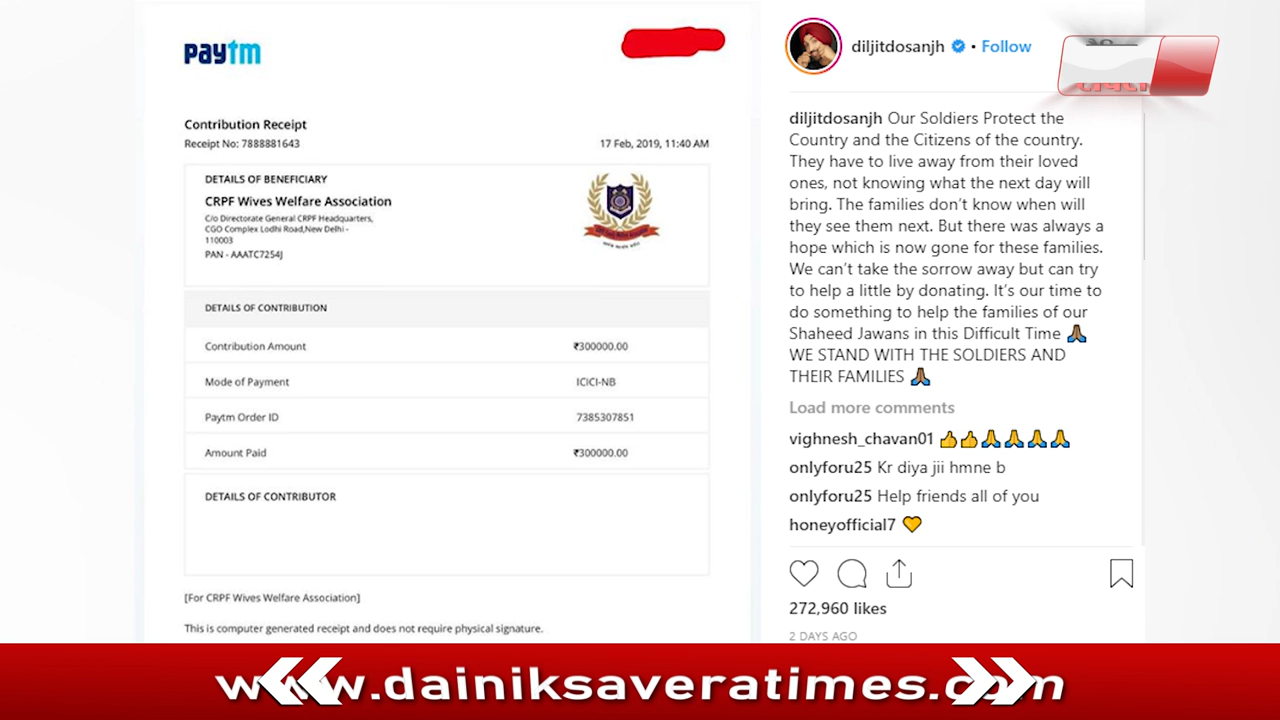 paytm
Contribution Receipt
Receipt No: 7888881643
17 Feb, 2019, 11:40 AM
DETAILS OF BENEFICIARY
CRPF Wives Welfare Association
C/o Directorate General CRPF Headquarters,
CGO Complex Lodhi Road,New Delhi -
110003
PAN - AAATC7254J
DETAILS OF CONTRIBUTION
Contribution Amount ₹300000.00
Mode of Payment ICICI-NB
Paytm Order ID 7385307851
Amount Paid ₹300000.00
DETAILS OF CONTRIBUTOR
[For CRPF Wives Welfare Association]
This is computer generated receipt and does not require physical signature.
diljitdosanjh • Follow
diljitdosanjh Our Soldiers Protect the
Country and the Citizens of the country.
They have to live away from their loved
ones, not knowing what the next day will
bring. The families don't know when will
they see them next. But there was always a
hope which is now gone for these families.
We can't take the sorrow away but can try
to help a little by donating. It's our time to
do something to help the families of our
Shaheed Jawans in this Difficult Time 🙏🏽
WE STAND WITH THE SOLDIERS AND
THEIR FAMILIES 🙏🏽
Load more comments
vighnesh_chavan01 👍👍🙏🙏🙏🙏
onlyforu25 Kr diya jii hmne b
onlyforu25 Help friends all of you
honeyofficial7 🧡
272,960 likes
2 DAYS AGO
www.dainiksaveratimes.com